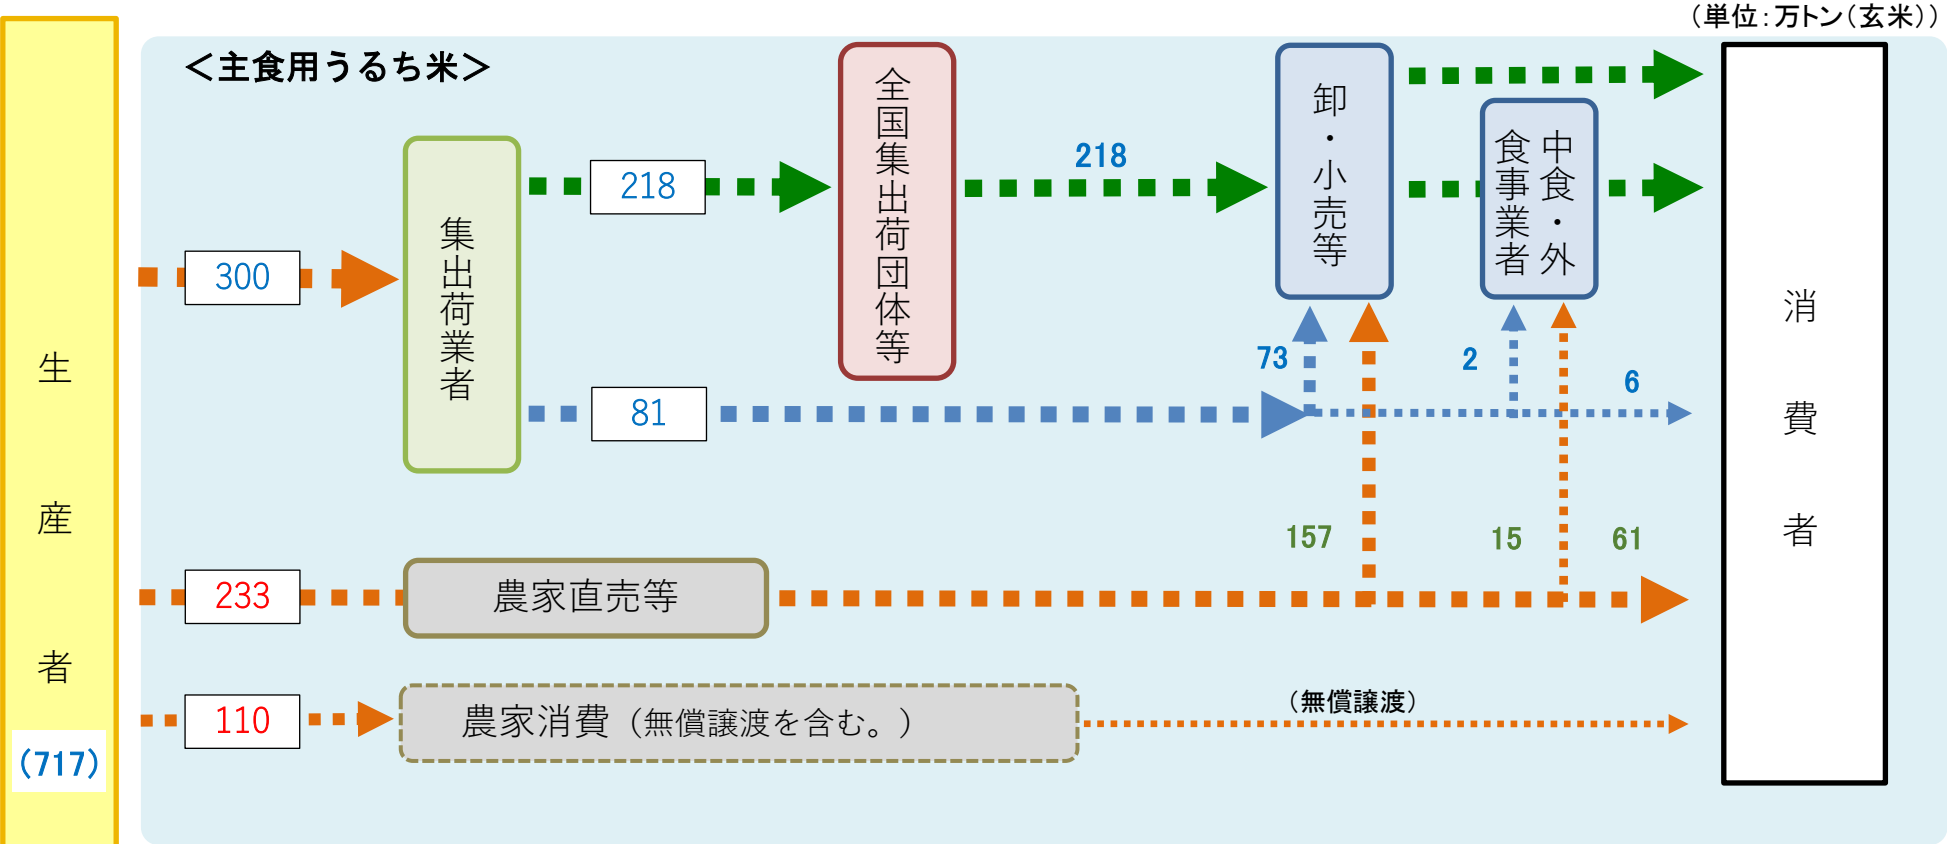 （単位：万トン（玄米））
＜主食用うるち米＞
生産者
(717)
300
集出荷業者
218
全国集出荷団体等
218
卸・小売等
中食・外
食事業者
消費者
81
73
2
6
233
農家直売等
157
15
61
110
農家消費（無償譲渡を含む。）
（無償譲渡）